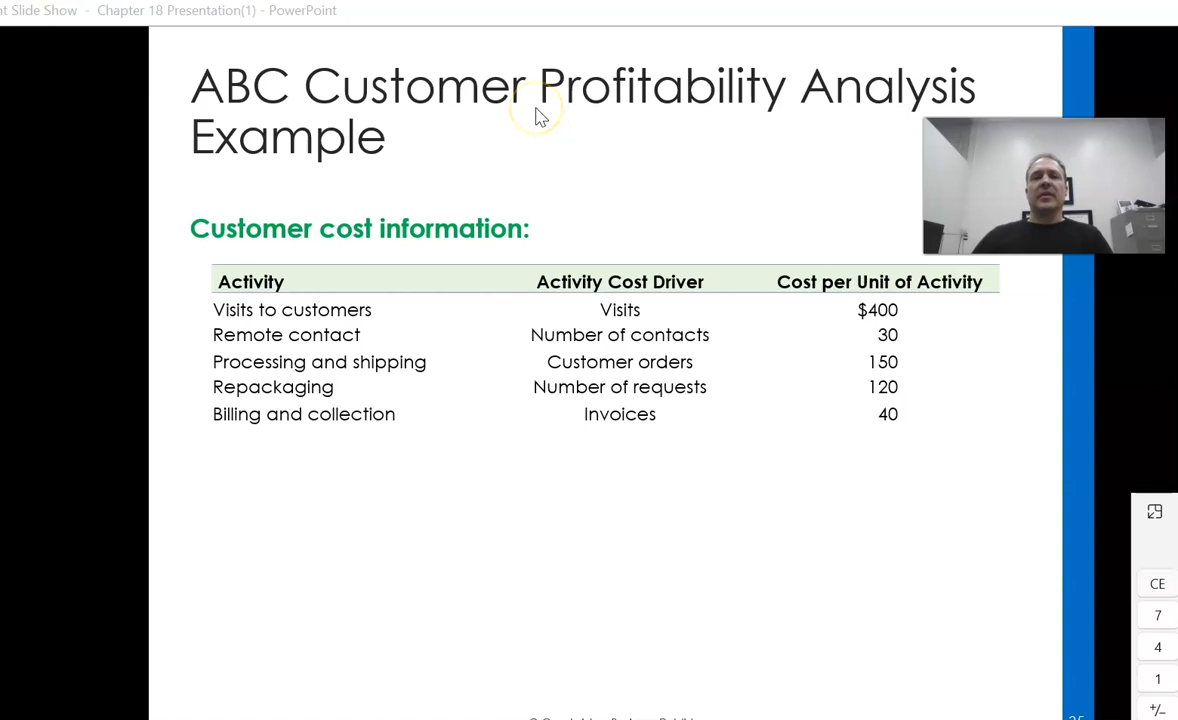 nt Slide Show - Chapter 18 Presentation(1) - PowerPoint
ABC Customer Profitability Analysis
Example
Customer cost information:
Activity Activity Cost Driver Cost per Unit of Activity
Visits to customers Visits $400
Remote contact Number of contacts 30
Processing and shipping Customer orders 150
Repackaging Number of requests 120
Billing and collection Invoices 40
CE
7
4
1
+/-